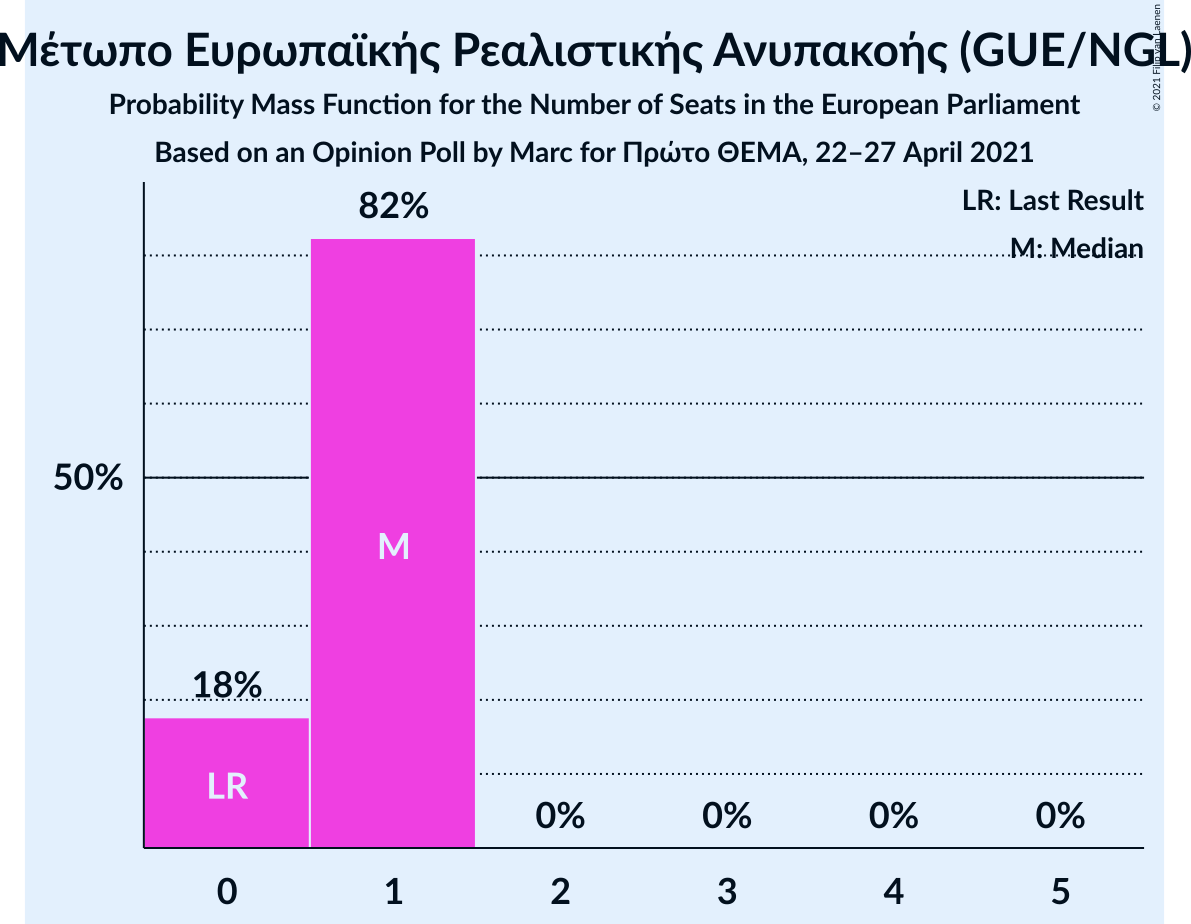 Μέτωπο Ευρωπαϊκής Ρεαλιστικής Ανυπακοής (GUE/NGL)
Probability Mass Function for the Number of Seats in the European Parliament
Based on an Opinion Poll by Marc for Πρώτο ΘΕΜΑ, 22–27 April 2021
© 2021 Filip van Laenen
LR: Last Result
M: Median
82%
50%
M
18%
LR
0% 0% 0% 0%
0 1 2 3 4 5